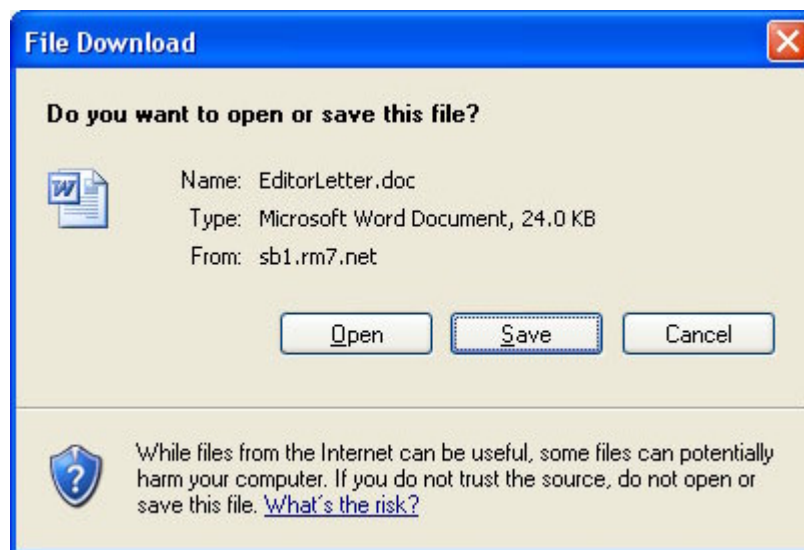 File Download
Do you want to open or save this file?
Name: EditorLetter.doc
Type: Microsoft Word Document, 24.0 KB
From: sb1.rm7.net
Open Save Cancel
While files from the Internet can be useful, some files can potentially
harm your computer. If you do not trust the source, do not open or
save this file. What's the risk?